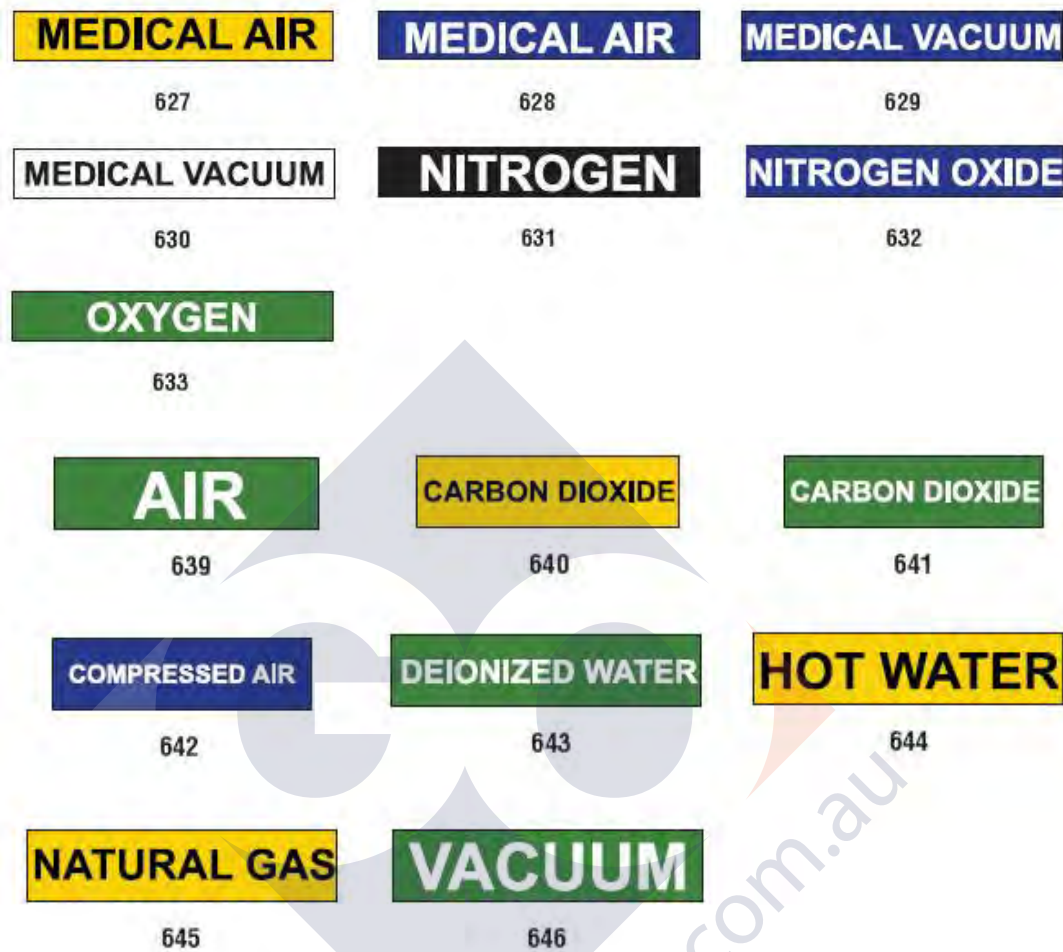 MEDICAL AIR MEDICAL AIR MEDICAL VACUUM
627 628 629
MEDICAL VACUUM NITROGEN NITROGEN OXIDE
630 631 632
OXYGEN
633
AIR CARBON DIOXIDE CARBON DIOXIDE
639 640 641
COMPRESSED AIR DEIONIZED WATER HOT WATER
642 643 644
NATURAL GAS VACUUM
645 646
com.au